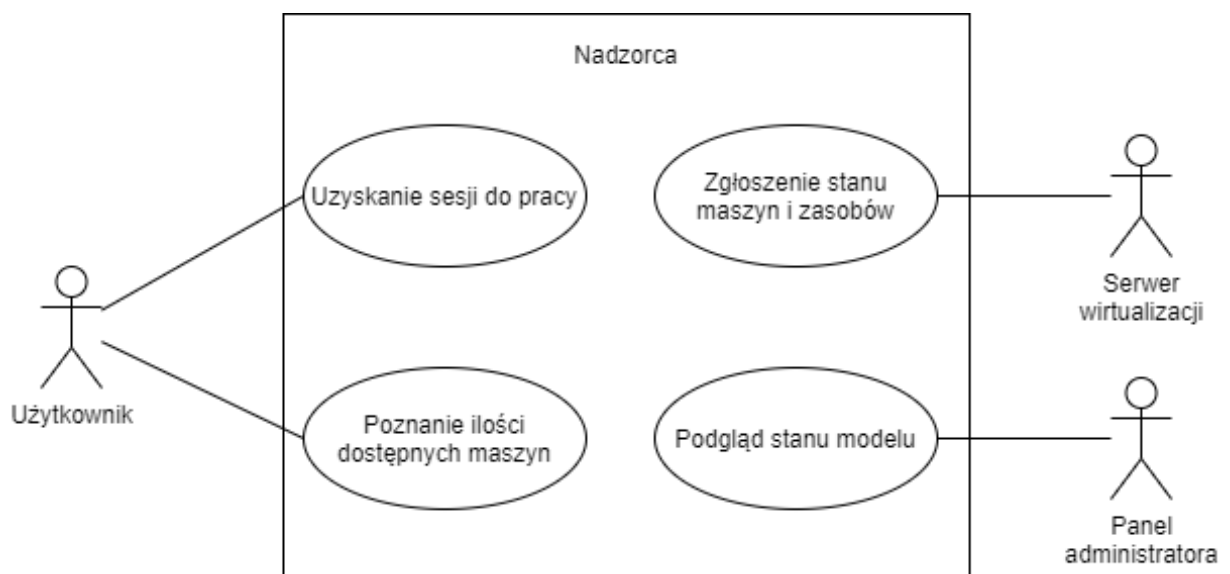 Nadzorca
Uzyskanie sesji do pracy
Zgłoszenie stanu
maszyn i zasobów
Serwer
wirtualizacji
Użytkownik
Poznanie ilości
dostępnych maszyn
Podgląd stanu modelu
Panel
administratora